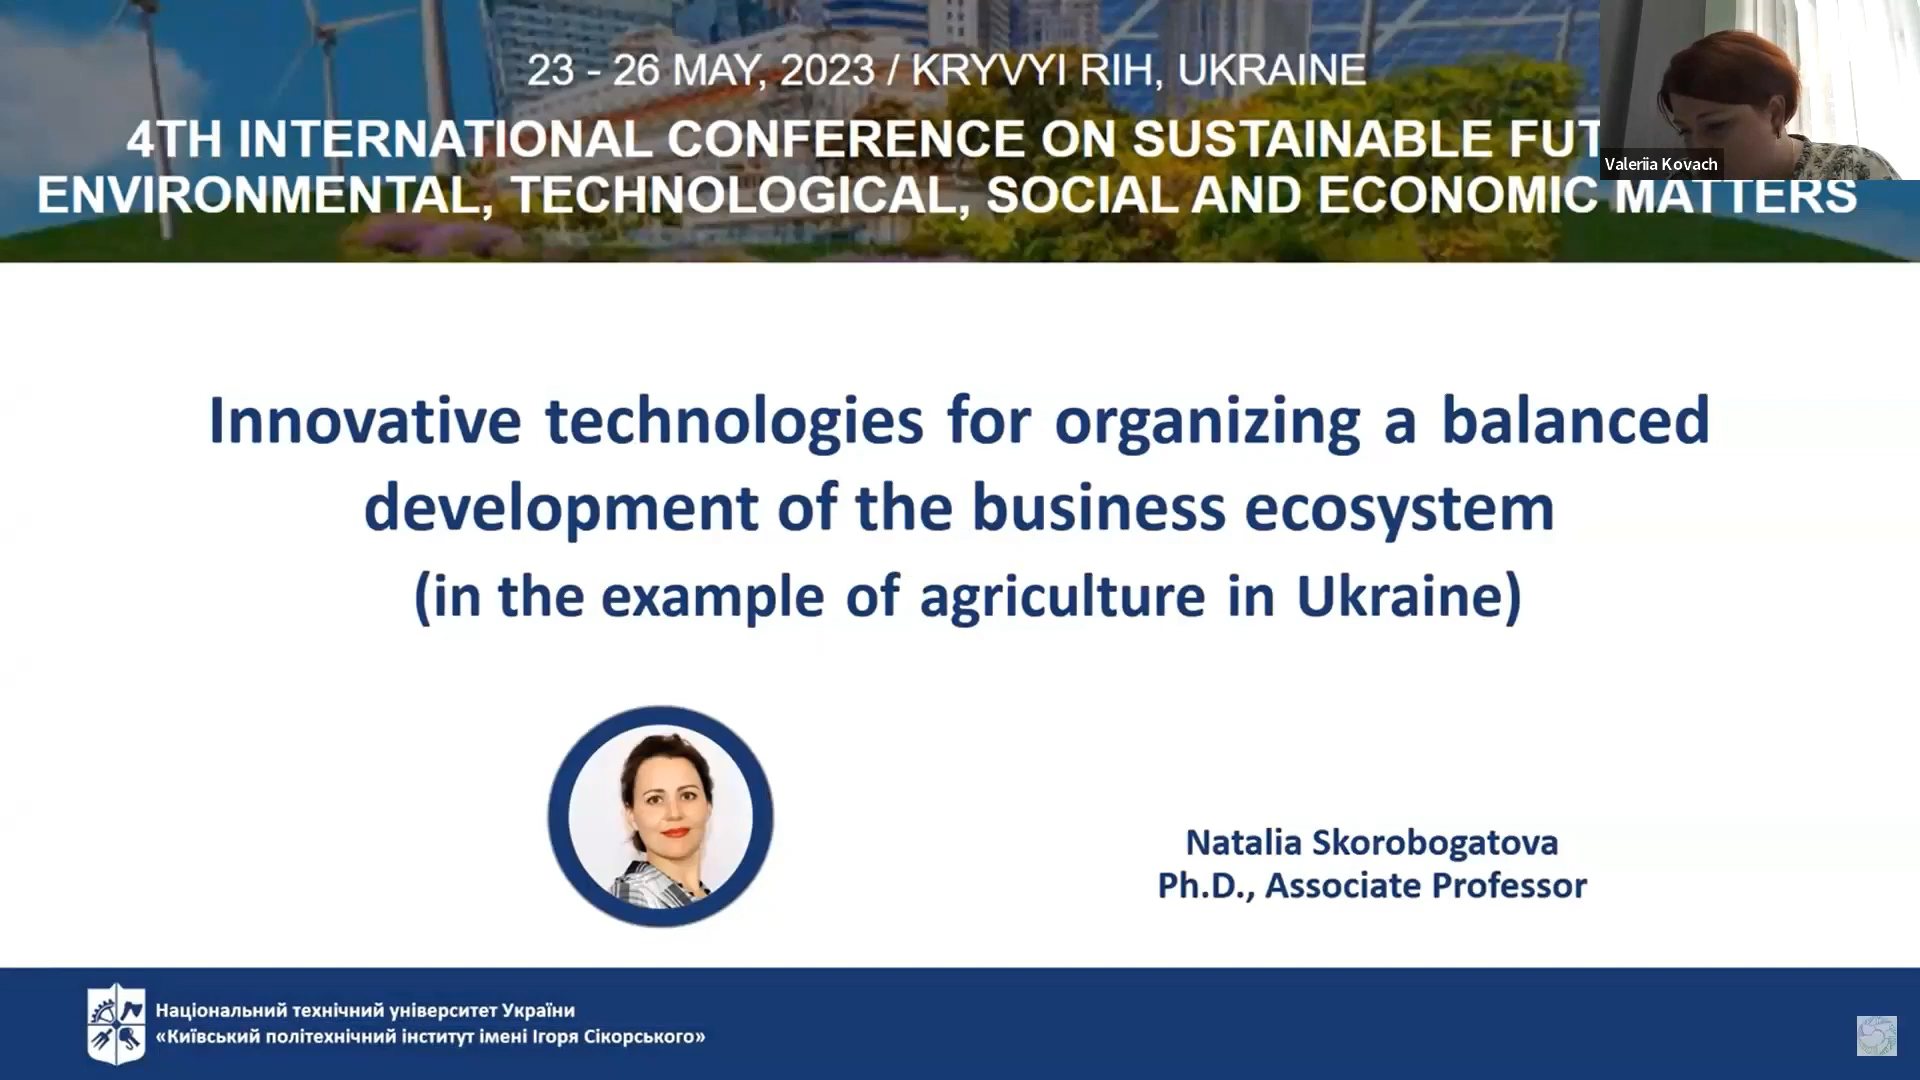 23 - 26 MAY, 2023 / KRYVYI RIH, UKRAINE
4TH INTERNATIONAL CONFERENCE ON SUSTAINABLE FUT
ENVIRONMENTAL, TECHNOLOGICAL, SOCIAL AND ECONOMIC MATTERS
Valeriia Kovach
Innovative technologies for organizing a balanced
development of the business ecosystem
(in the example of agriculture in Ukraine)
Natalia Skorobogatova
Ph.D., Associate Professor
Національний технічний університет України
«Київський політехнічний інститут імені Ігоря Сікорського»